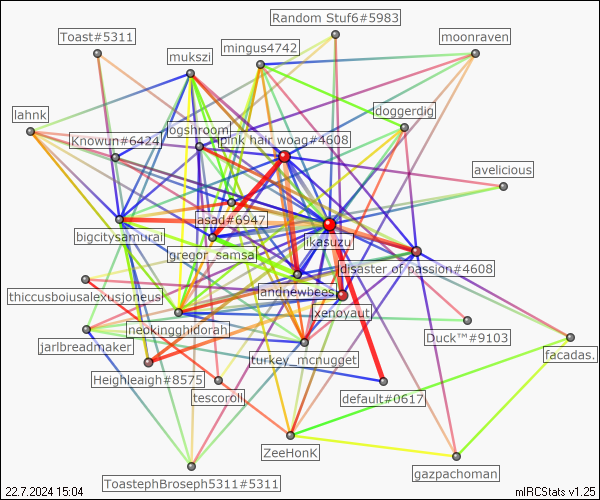 Random Stuf6#5983
Toast#5311
moonraven
mingus4742
mukszi
lahnk
doggerdig
ogshroom
Knowun#6424
pink hair woag#4608
avelicious
asad#6947
bigcitysamurai
ikasuzu
gregor_samsa
disaster of passion#4608
thiccusboiusalexusjoneus
andnewbees
xenoyaut
neokingghidorah
Duck™#9103
jarlbreadmaker
turkey_mcnugget
facadas.
Heighleaigh#8575
tescoroll
default#0617
ZeeHonK
gazpachoman
ToastephBroseph5311#5311
22.7.2024 15:04
mIRCStats v1.25